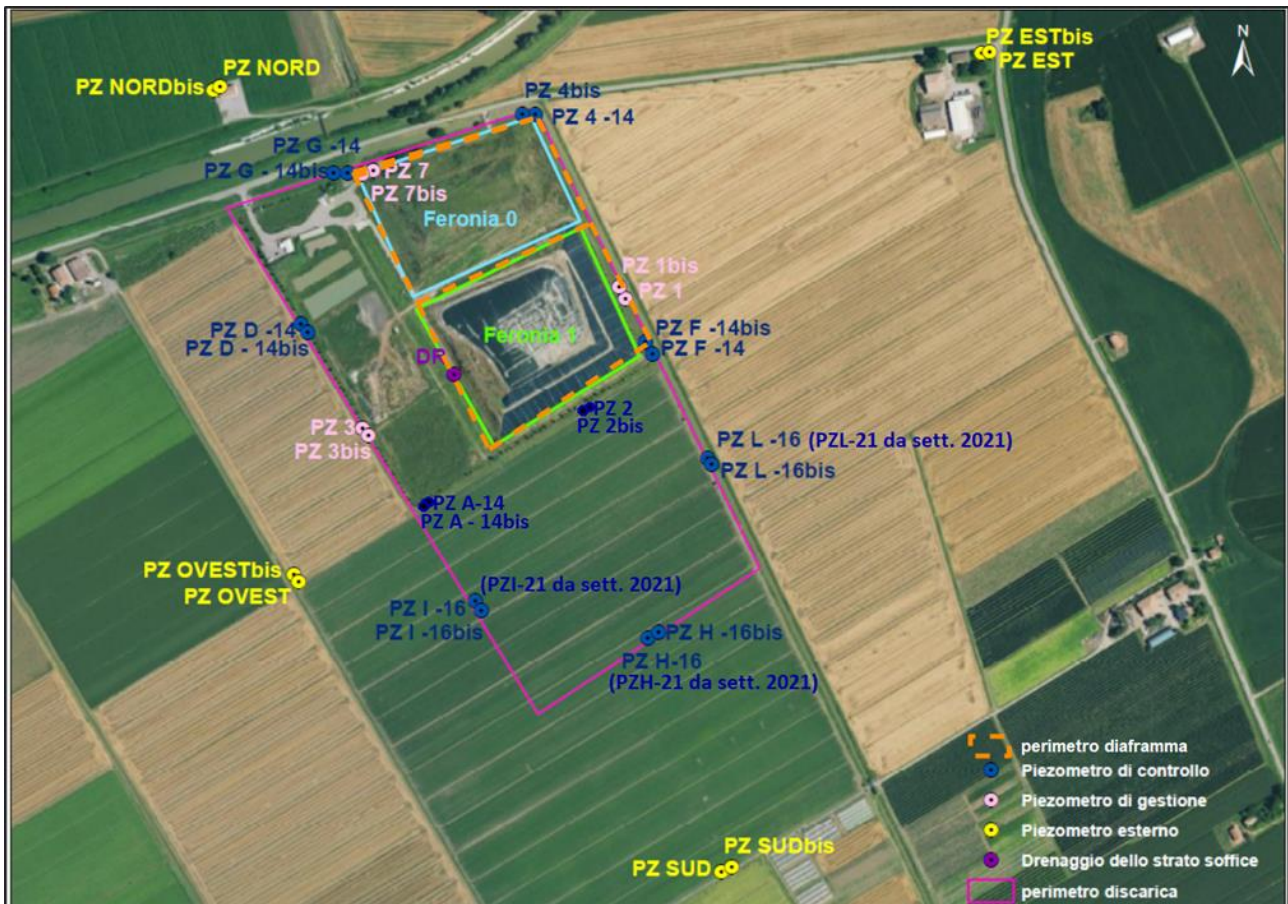 PZ ESTbis
PZ EST
N
PZ NORD
PZ NORDbis
PZ 4bis
PZ 4 -14
PZ G -14
PZ G - 14bis
PZ 7
PZ 7bis
Feronia 0
PZ 1bis
PZ 1
PZ D -14
PZ D - 14bis
Feronia 1
PZ F -14bis
PZ F -14
DR
PZ 2
PZ 2bis
PZ 3
PZ 3bis
PZ L -16 (PZL-21 da sett. 2021)
PZ L -16bis
PZ A-14
PZ A - 14bis
PZ OVESTbis
PZ OVEST
(PZI-21 da sett. 2021)
PZ I -16
PZ I -16bis
PZ H -16bis
PZ H-16
(PZH-21 da sett. 2021)
PZ SUDbis
PZ SUD
perimetro diaframma
Piezometro di controllo
Piezometro di gestione
Piezometro esterno
Drenaggio dello strato soffice
perimetro discarica